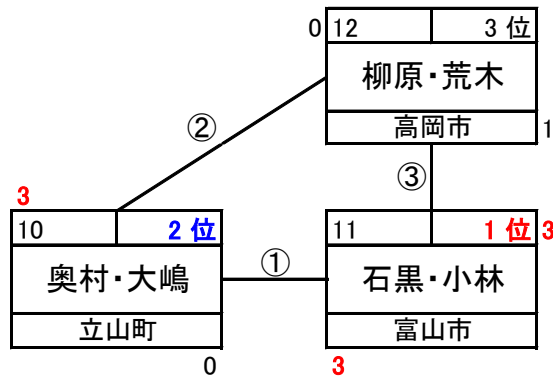 0 12 3 位
柳原・荒木
高岡市 1
②
③
3
10 2 位
奥村・大嶋
立山町
0
①
11 1 位 3
石黒・小林
富山市
3